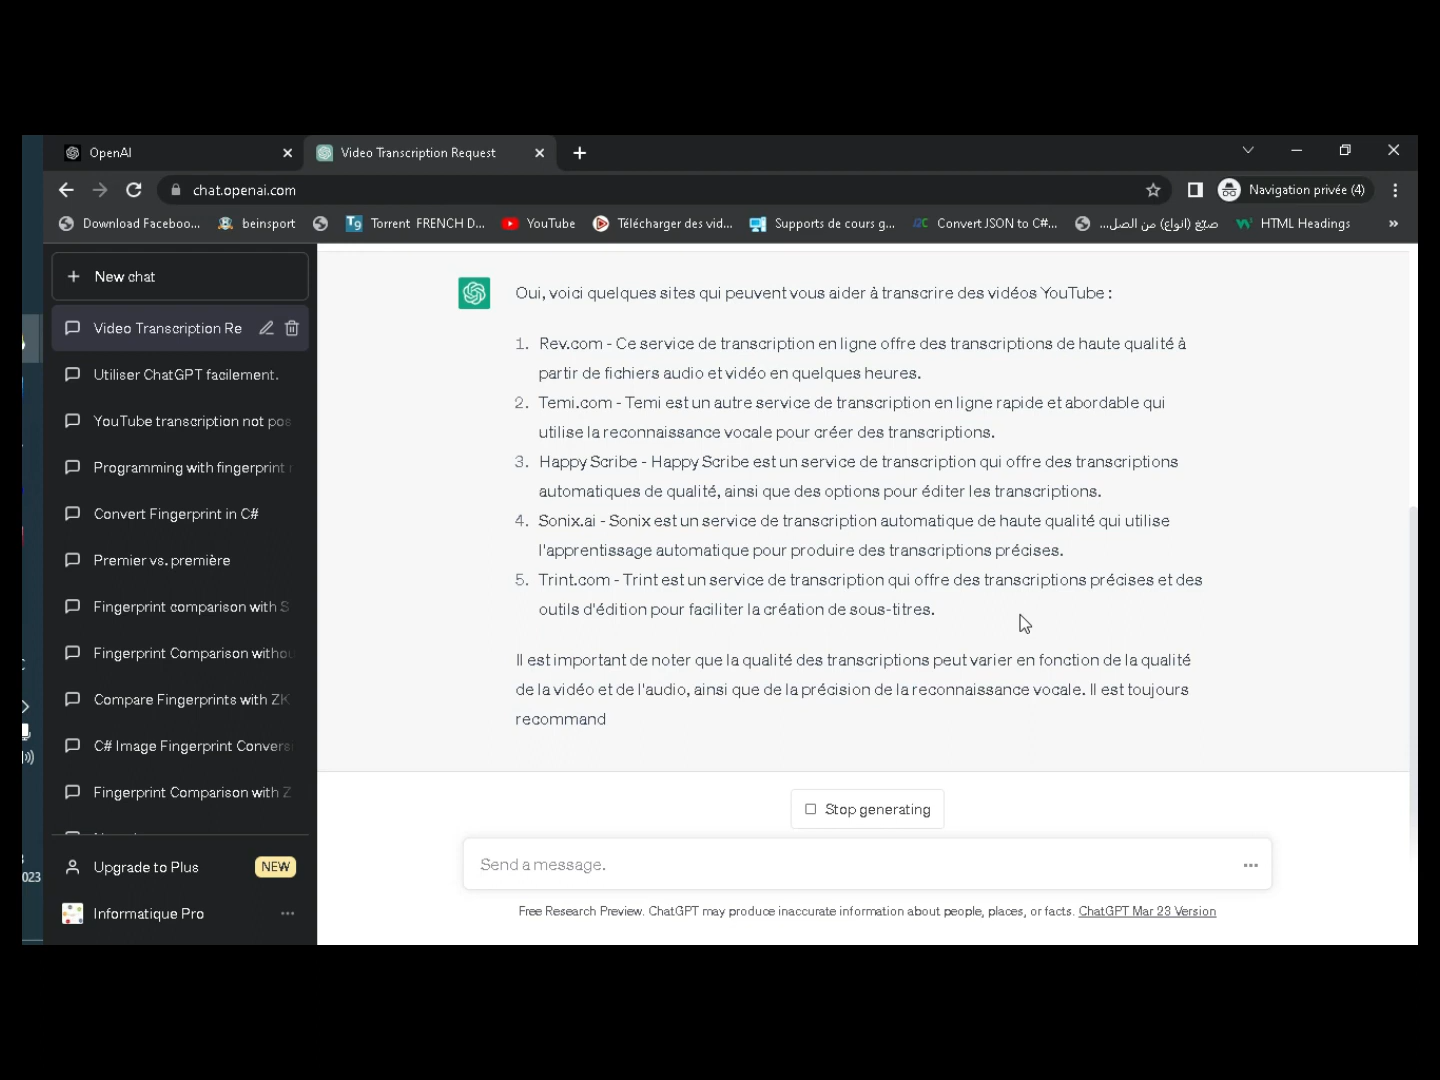 OpenAI
Video Transcription Request
chat.openai.com
Navigation privée (4)
Download Faceboo...
beinsport
Torrent FRENCH D...
YouTube
Télécharger des vid...
Supports de cours g...
Convert JSON to C#...
صيّغ (انواع) من الصل...
HTML Headings
»
New chat
Video Transcription Re
Utiliser ChatGPT facilement.
YouTube transcription not pos
Programming with fingerprint
Convert Fingerprint in C#
Premier vs. première
Fingerprint comparison with S
Fingerprint Comparison withou
Compare Fingerprints with ZK
C# Image Fingerprint Convers
Fingerprint Comparison with Z
Upgrade to Plus
NEW
Informatique Pro
023
Oui, voici quelques sites qui peuvent vous aider à transcrire des vidéos YouTube :
1. Rev.com - Ce service de transcription en ligne offre des transcriptions de haute qualité à
partir de fichiers audio et vidéo en quelques heures.
2. Temi.com - Temi est un autre service de transcription en ligne rapide et abordable qui
utilise la reconnaissance vocale pour créer des transcriptions.
3. Happy Scribe - Happy Scribe est un service de transcription qui offre des transcriptions
automatiques de qualité, ainsi que des options pour éditer les transcriptions.
4. Sonix.ai - Sonix est un service de transcription automatique de haute qualité qui utilise
l'apprentissage automatique pour produire des transcriptions précises.
5. Trint.com - Trint est un service de transcription qui offre des transcriptions précises et des
outils d'édition pour faciliter la création de sous-titres.
Il est important de noter que la qualité des transcriptions peut varier en fonction de la qualité
de la vidéo et de l'audio, ainsi que de la précision de la reconnaissance vocale. Il est toujours
recommand
Stop generating
Send a message.
Free Research Preview. ChatGPT may produce inaccurate information about people, places, or facts. ChatGPT Mar 23 Version